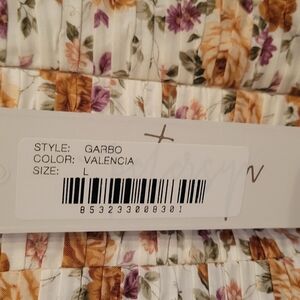 STYLE: GARBO
COLOR: VALENCIA
SIZE: L
853233008301